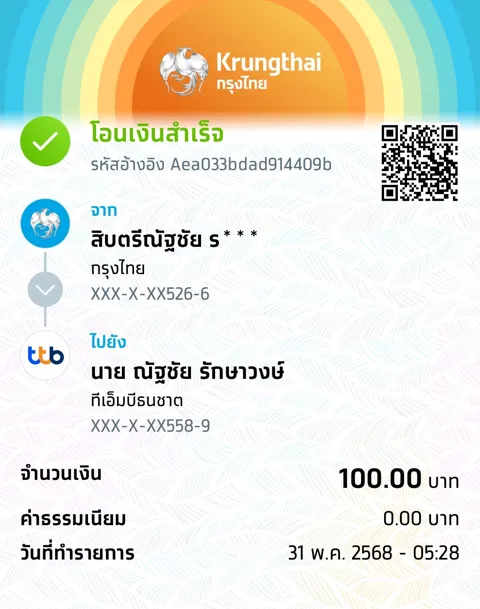 Krungthai
กรุงไทย
โอนเงินสำเร็จ
รหัสอ้างอิง Aea033bdad914409b
จาก
สิบตรีณัฐชัย ร***
กรุงไทย
XXX-X-XX526-6
ttb
ไปยัง
นาย ณัฐชัย รักษาวงษ์
ทีเอ็มบีธนชาต
XXX-X-XX558-9
จำนวนเงิน 100.00 บาท
ค่าธรรมเนียม 0.00 บาท
วันที่ทำรายการ 31 พ.ค. 2568 - 05:28